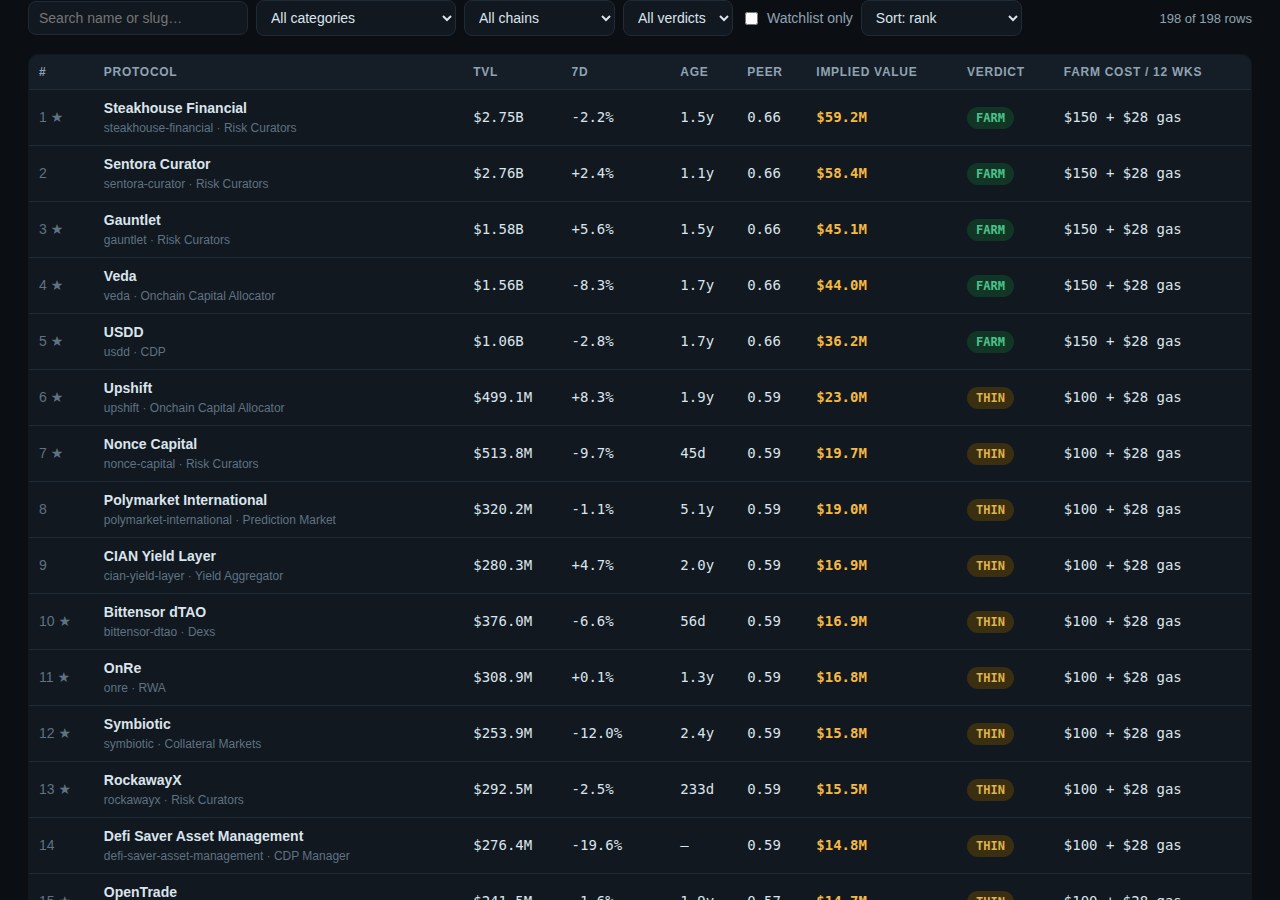 Search name or slug… All categories All chains All verdicts Watchlist only Sort: rank 198 of 198 rows
# PROTOCOL TVL 7D AGE PEER IMPLIED VALUE VERDICT FARM COST / 12 WKS
1 ★ Steakhouse Financial $2.75B -2.2% 1.5y 0.66 $59.2M FARM $150 + $28 gas
steakhouse-financial · Risk Curators
2 Sentora Curator $2.76B +2.4% 1.1y 0.66 $58.4M FARM $150 + $28 gas
sentora-curator · Risk Curators
3 ★ Gauntlet $1.58B +5.6% 1.5y 0.66 $45.1M FARM $150 + $28 gas
gauntlet · Risk Curators
4 ★ Veda $1.56B -8.3% 1.7y 0.66 $44.0M FARM $150 + $28 gas
veda · Onchain Capital Allocator
5 ★ USDD $1.06B -2.8% 1.7y 0.66 $36.2M FARM $150 + $28 gas
usdd · CDP
6 ★ Upshift $499.1M +8.3% 1.9y 0.59 $23.0M THIN $100 + $28 gas
upshift · Onchain Capital Allocator
7 ★ Nonce Capital $513.8M -9.7% 45d 0.59 $19.7M THIN $100 + $28 gas
nonce-capital · Risk Curators
8 Polymarket International $320.2M -1.1% 5.1y 0.59 $19.0M THIN $100 + $28 gas
polymarket-international · Prediction Market
9 CIAN Yield Layer $280.3M +4.7% 2.0y 0.59 $16.9M THIN $100 + $28 gas
cian-yield-layer · Yield Aggregator
10 ★ Bittensor dTAO $376.0M -6.6% 56d 0.59 $16.9M THIN $100 + $28 gas
bittensor-dtao · Dexs
11 ★ OnRe $308.9M +0.1% 1.3y 0.59 $16.8M THIN $100 + $28 gas
onre · RWA
12 ★ Symbiotic $253.9M -12.0% 2.4y 0.59 $15.8M THIN $100 + $28 gas
symbiotic · Collateral Markets
13 ★ RockawayX $292.5M -2.5% 233d 0.59 $15.5M THIN $100 + $28 gas
rockawayx · Risk Curators
14 Defi Saver Asset Management $276.4M -19.6% — 0.59 $14.8M THIN $100 + $28 gas
defi-saver-asset-management · CDP Manager
OpenTrade